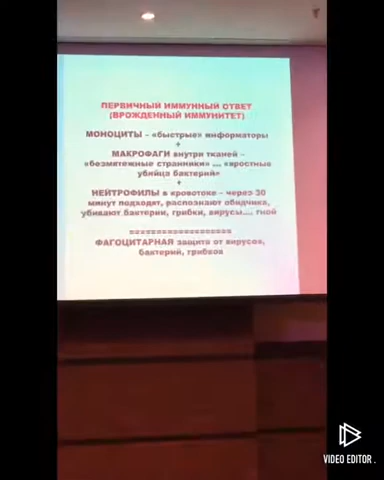 ПЕРВИЧНЫЙ ИММУННЫЙ ОТВЕТ
(ВРОЖДЕННЫЙ ИММУНИТЕТ)
МОНОЦИТЫ – «быстрые» информаторы
+
МАКРОФАГИ внутри тканей –
«безмятежные странники» ... «яростные
убийца бактерий»
+
НЕЙТРОФИЛЫ в кровотоке – через 30
минут подходят, распознают обидчика,
убивают бактерии, грибки, вирусы.... гной
==================
ФАГОЦИТАРНАЯ защита от вирусов,
бактерий, грибков
VIDEO EDITOR .